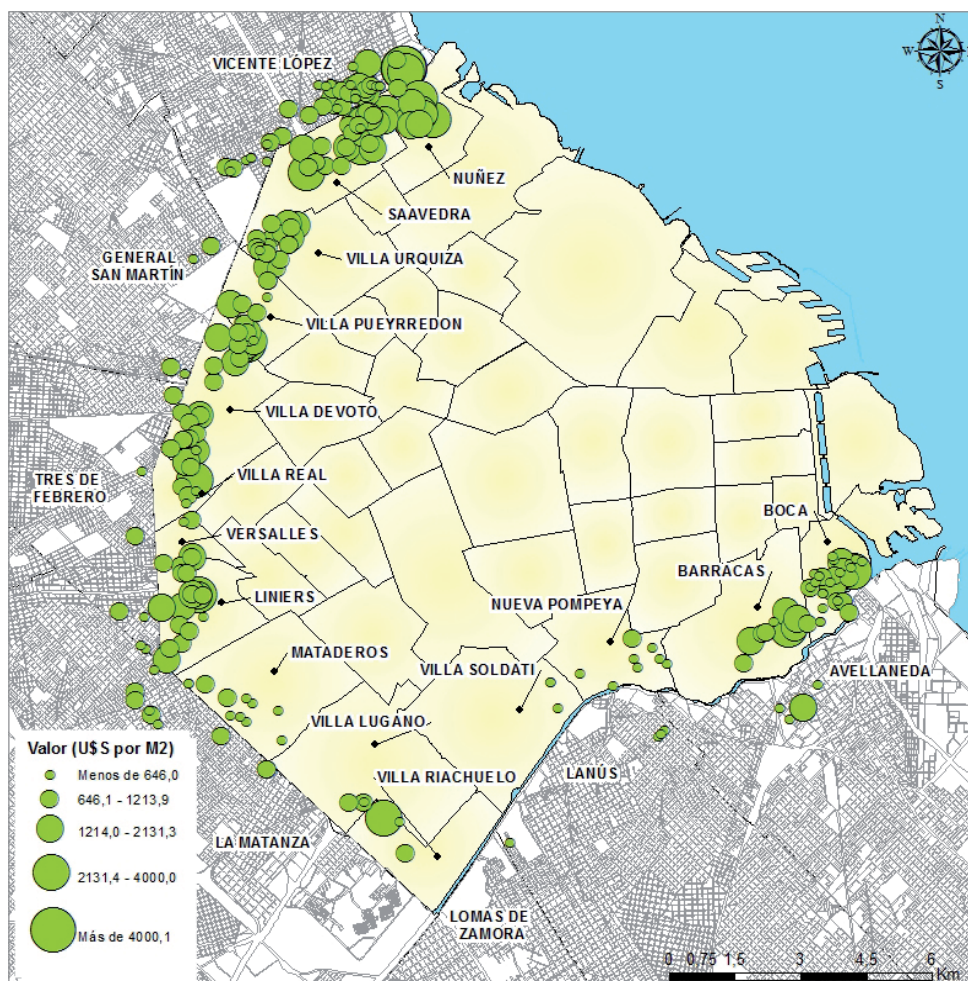 N
W
S
VICENTE LÓPEZ
NUÑEZ
SAAVEDRA
GENERAL
SAN MARTÍN
VILLA URQUIZA
VILLA PUEYRREDON
VILLA DEVOTO
TRES DE
FEBRERO
VILLA REAL
BOCA
VERSALLES
BARRACAS
LINIERS
NUEVA POMPEYA
MATADEROS
VILLA SOLDATI
AVELLANEDA
VILLA LUGANO
Valor (U$S por M2)
Menos de 646,0
646,1 - 1213,9
1214,0 - 2131,3
2131,4 - 4000,0
Más de 4000,1
VILLA RIACHUELO
LANÚS
LA MATANZA
LOMAS DE
ZAMORA
0 0,75 1,5 3 4,5 6
Km